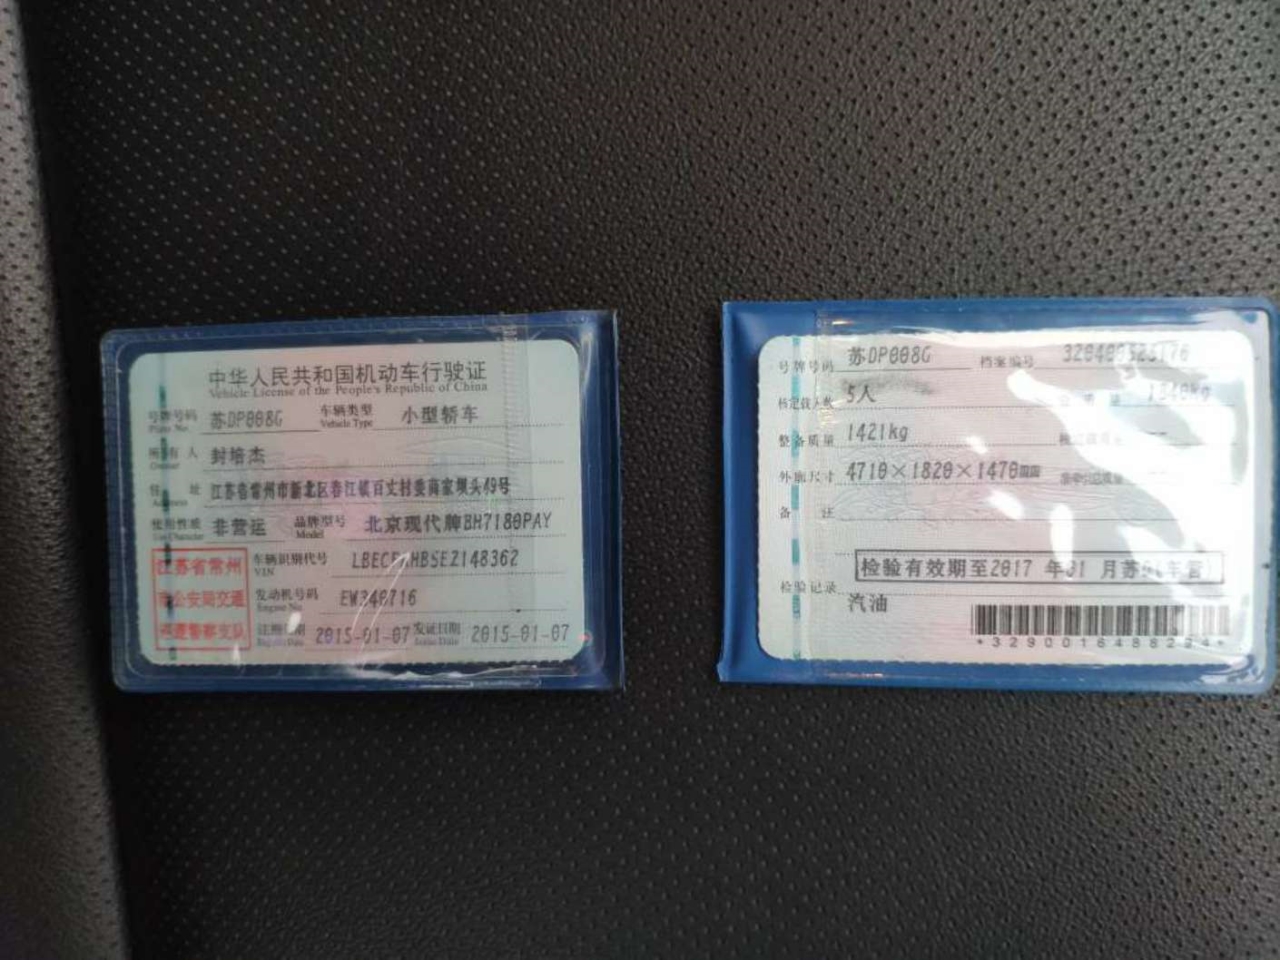 中华人民共和国机动车行驶证
Vehicle License of the People's Republic of China
号牌号码 苏DP008G 车辆类型 小型轿车
Plate No. Vehicle Type
所有人 封培杰
Owner
住 址 江苏省常州市新北区春江镇百丈村委商家坝头49号
Address
使用性质 非营运 品牌型号 北京现代牌BH7180PAY
Use Character Model
江苏省常州
市公安局交通
巡逻警察支队
车辆识别代号
VIN
发动机号码
Engine No.
注册日期 2015-01-07 发证日期 2015-01-07
Register Date Issue Date
号牌号码 苏DP008G 档案编号
核定载人数 5人
整备质量 1421kg
外廓尺寸 4710×1820×1470mm
备 注
检验有效期至2017 年01 月
检验记录
汽油